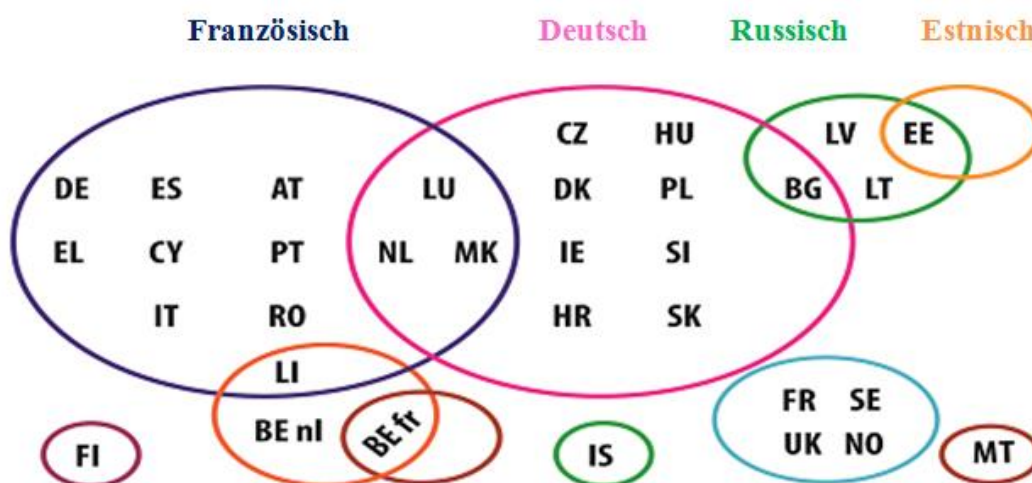 Französisch Deutsch Russisch Estnisch
CZ HU LV EE
DE ES AT LU DK PL BG LT
EL CY PT NL MK IE SI
IT RO HR SK
LI
FR SE
BE nl BE fr
UK NO
FI IS MT